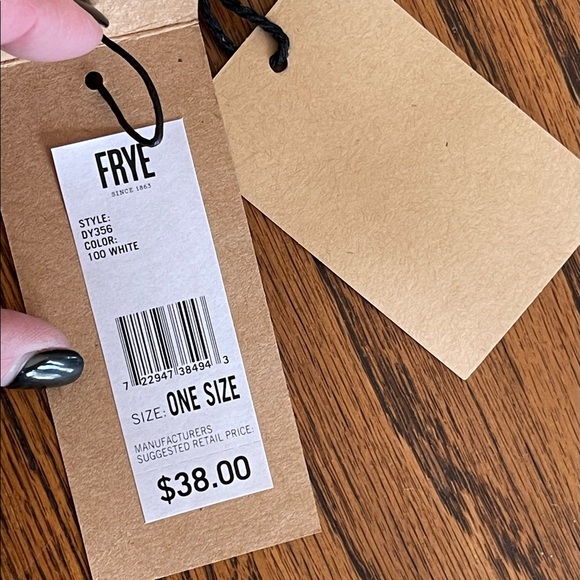 FRYE
SINCE 1863
STYLE:
DY356
COLOR:
100 WHITE
7 22947 38494 3
SIZE: ONE SIZE
MANUFACTURERS
SUGGESTED RETAIL PRICE:
$38.00